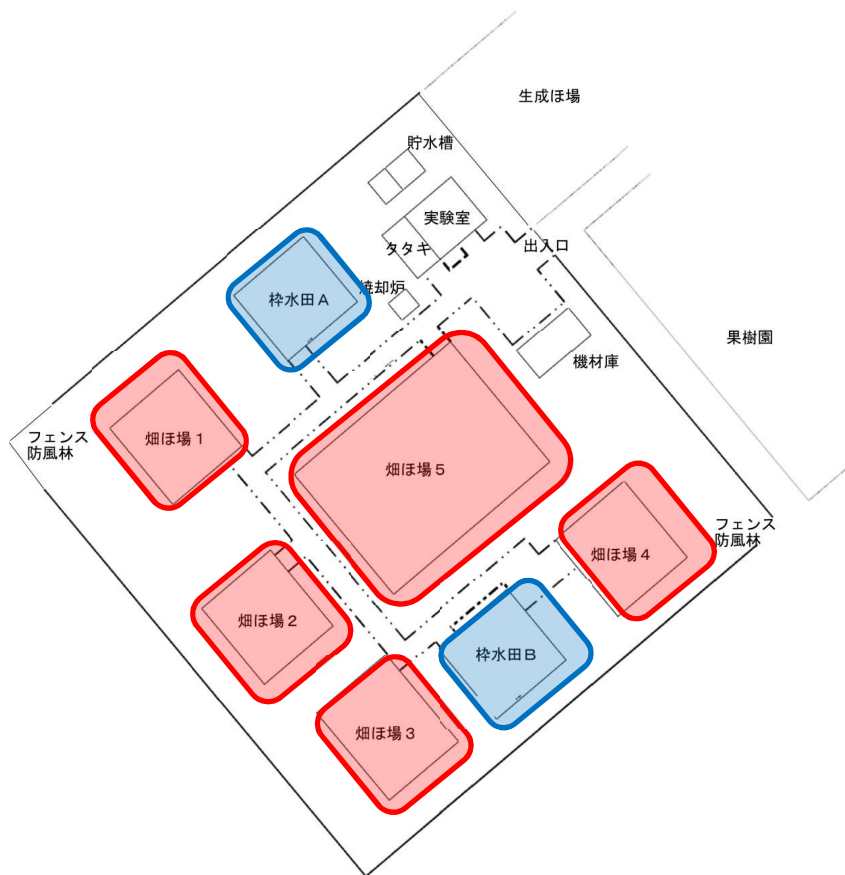 生成ほ場
貯水槽
実験室
タタキ
出入口
焼却炉
枠水田A
機材庫
果樹園
フェンス
防風林
畑ほ場1
畑ほ場5
フェンス
防風林
畑ほ場4
畑ほ場2
枠水田B
畑ほ場3